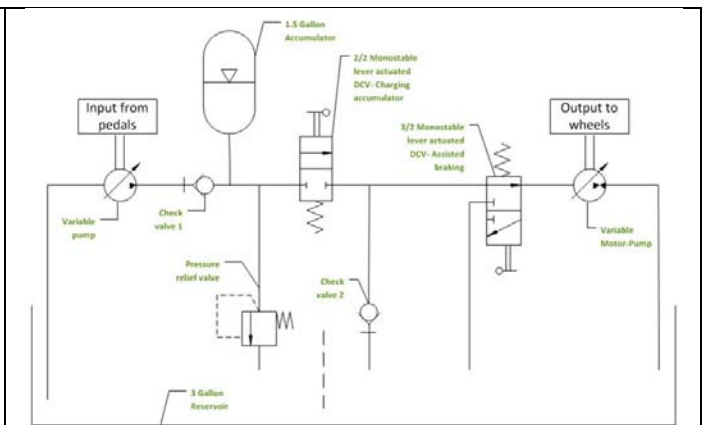 1.5 Gallon
Accumulator
2/2 Monostable
lever actuated
DCV- Charging
accumulator
Input from
pedals
3/2 Monostable
lever actuated
DCV- Assisted
braking
Output to
wheels
Variable
pump
Check
valve 1
Variable
Motor-Pump
Pressure
relief valve
Check
valve 2
3 Gallon
Reservoir